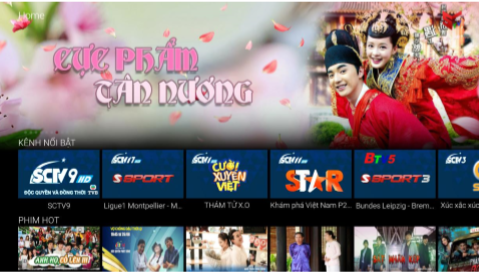 Home
CỰC PHẨM
TÂN NƯƠNG
KÊNH NỔI BẬT
SCTV9 HD
ĐỘC QUYỀN VÀ ĐỒNG THỜI TVB
SCTV9
SCTV17 HD
SPORT
Ligue1 Montpellier - M...
SCTV
CƯỜI
XUYÊN
VIỆT
THÁM TỬ X.O
SCTV11 HD
STAR
Khám phá Việt Nam P2...
BTV5
SPORT3
Bundes Leipzig - Brem...
SCTV3
Xúc xắc xúc
PHIM HOT